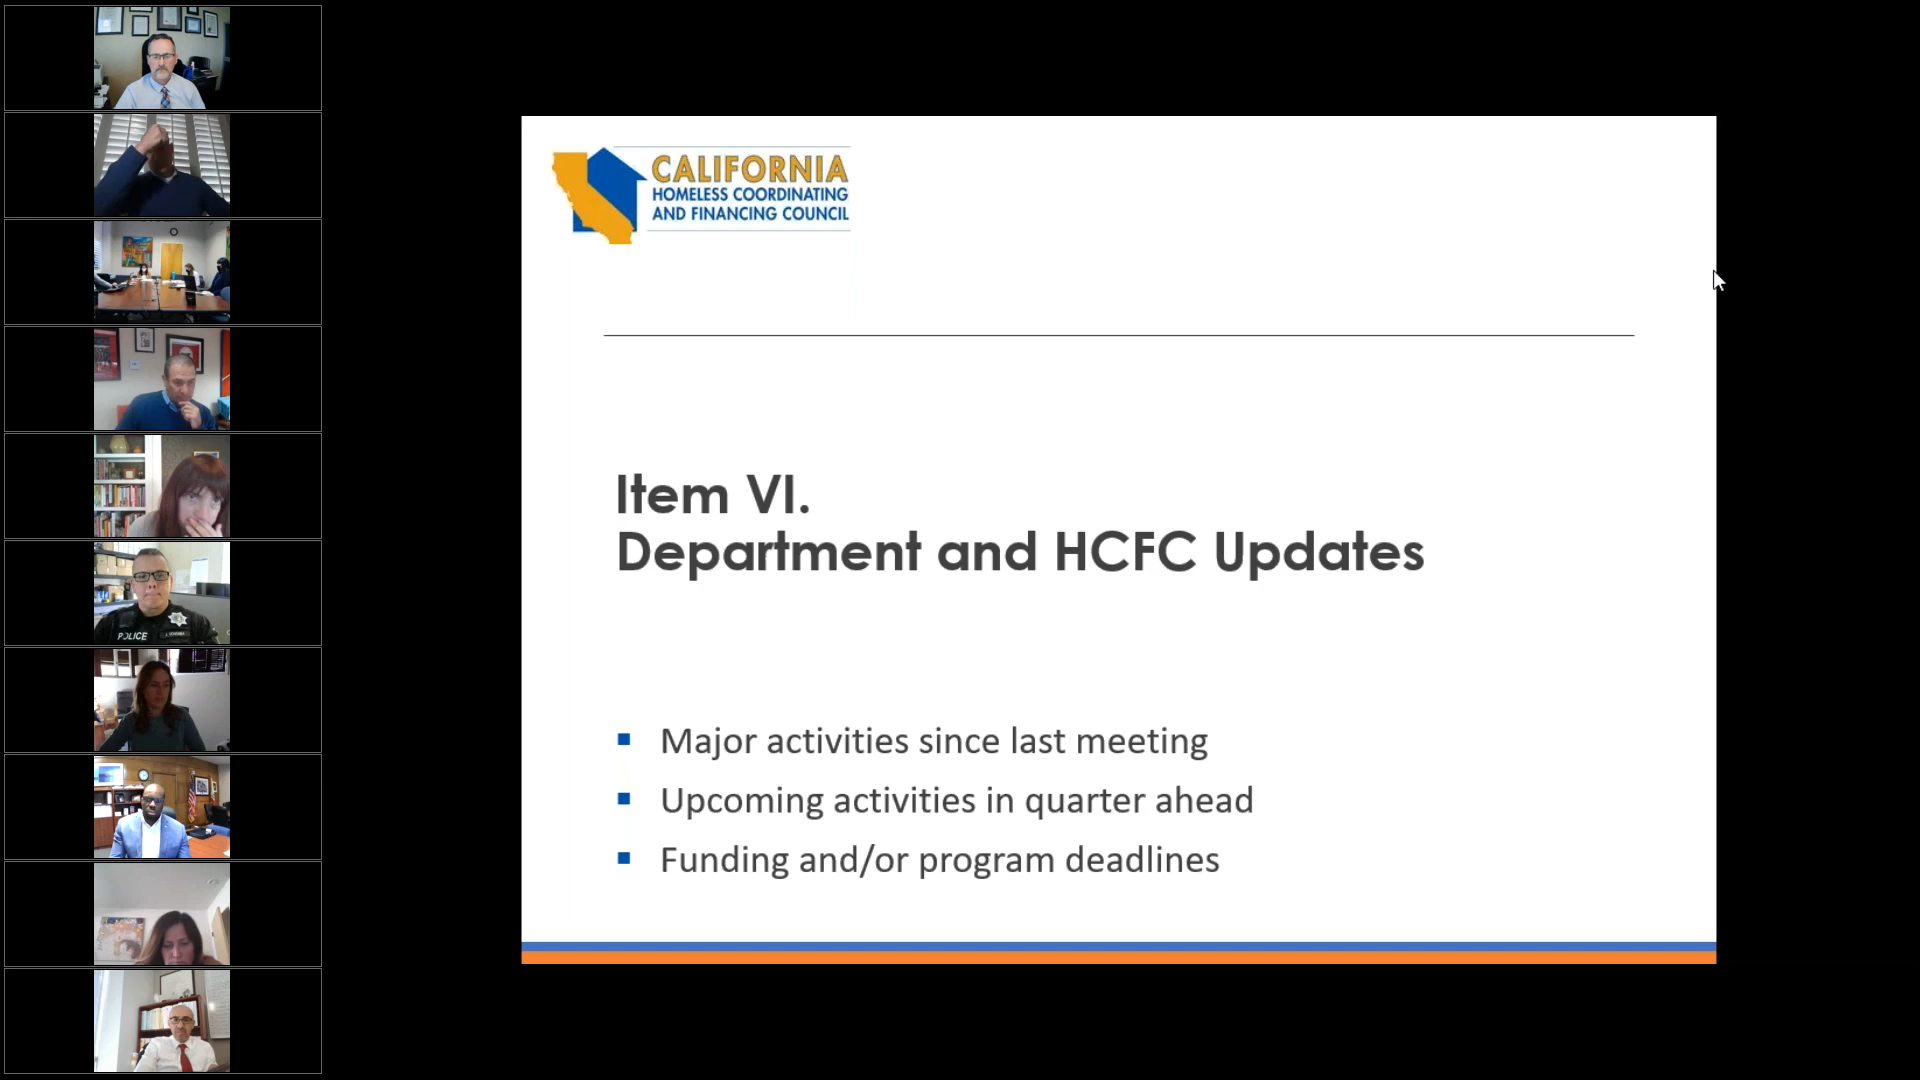 CALIFORNIA
HOMELESS COORDINATING
AND FINANCING COUNCIL
Item VI.
Department and HCFC Updates
Major activities since last meeting
Upcoming activities in quarter ahead
Funding and/or program deadlines
POLICE